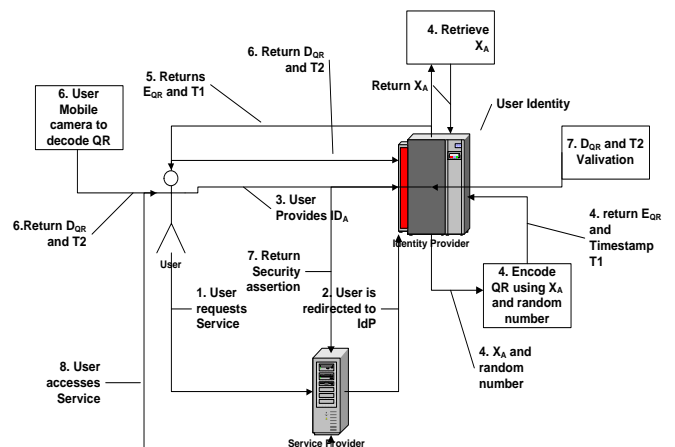 4. Retrieve
XA
6. Return DQR
and T2
5. Returns
EQR and T1
Return XA
User Identity
6. User
Mobile
camera to
decode QR
7. DQR and T2
Valivation
3. User
Provides IDA
6.Return DQR
and T2
User
Identity Provider
4. return EQR
and
Timestamp
T1
7. Return
Security
assertion
2. User is
redirected to
IdP
1. User
requests
Service
4. Encode
QR using XA
and random
number
4. XA and
random
number
8. User
accesses
Service
Service Provider